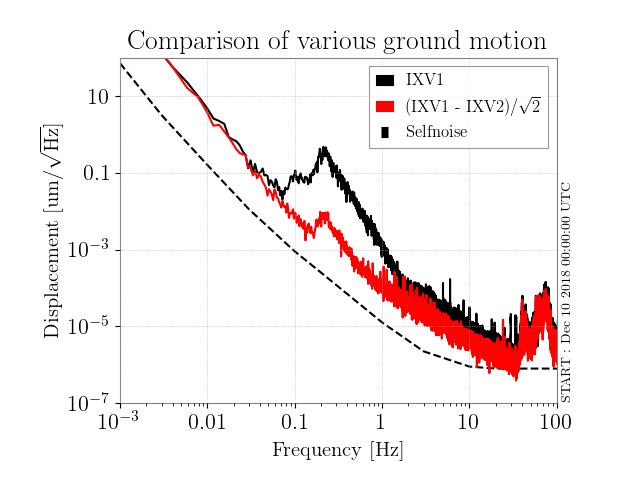 Comparison of various ground motion
Displacement [um/√Hz]
10
0.1
10⁻³
10⁻⁵
10⁻⁷
IXV1
(IXV1 - IXV2)/√2
Selfnoise
START : Dec 10 2018 00:00:00 UTC
10⁻³ 0.01 0.1 1 10 100
Frequency [Hz]